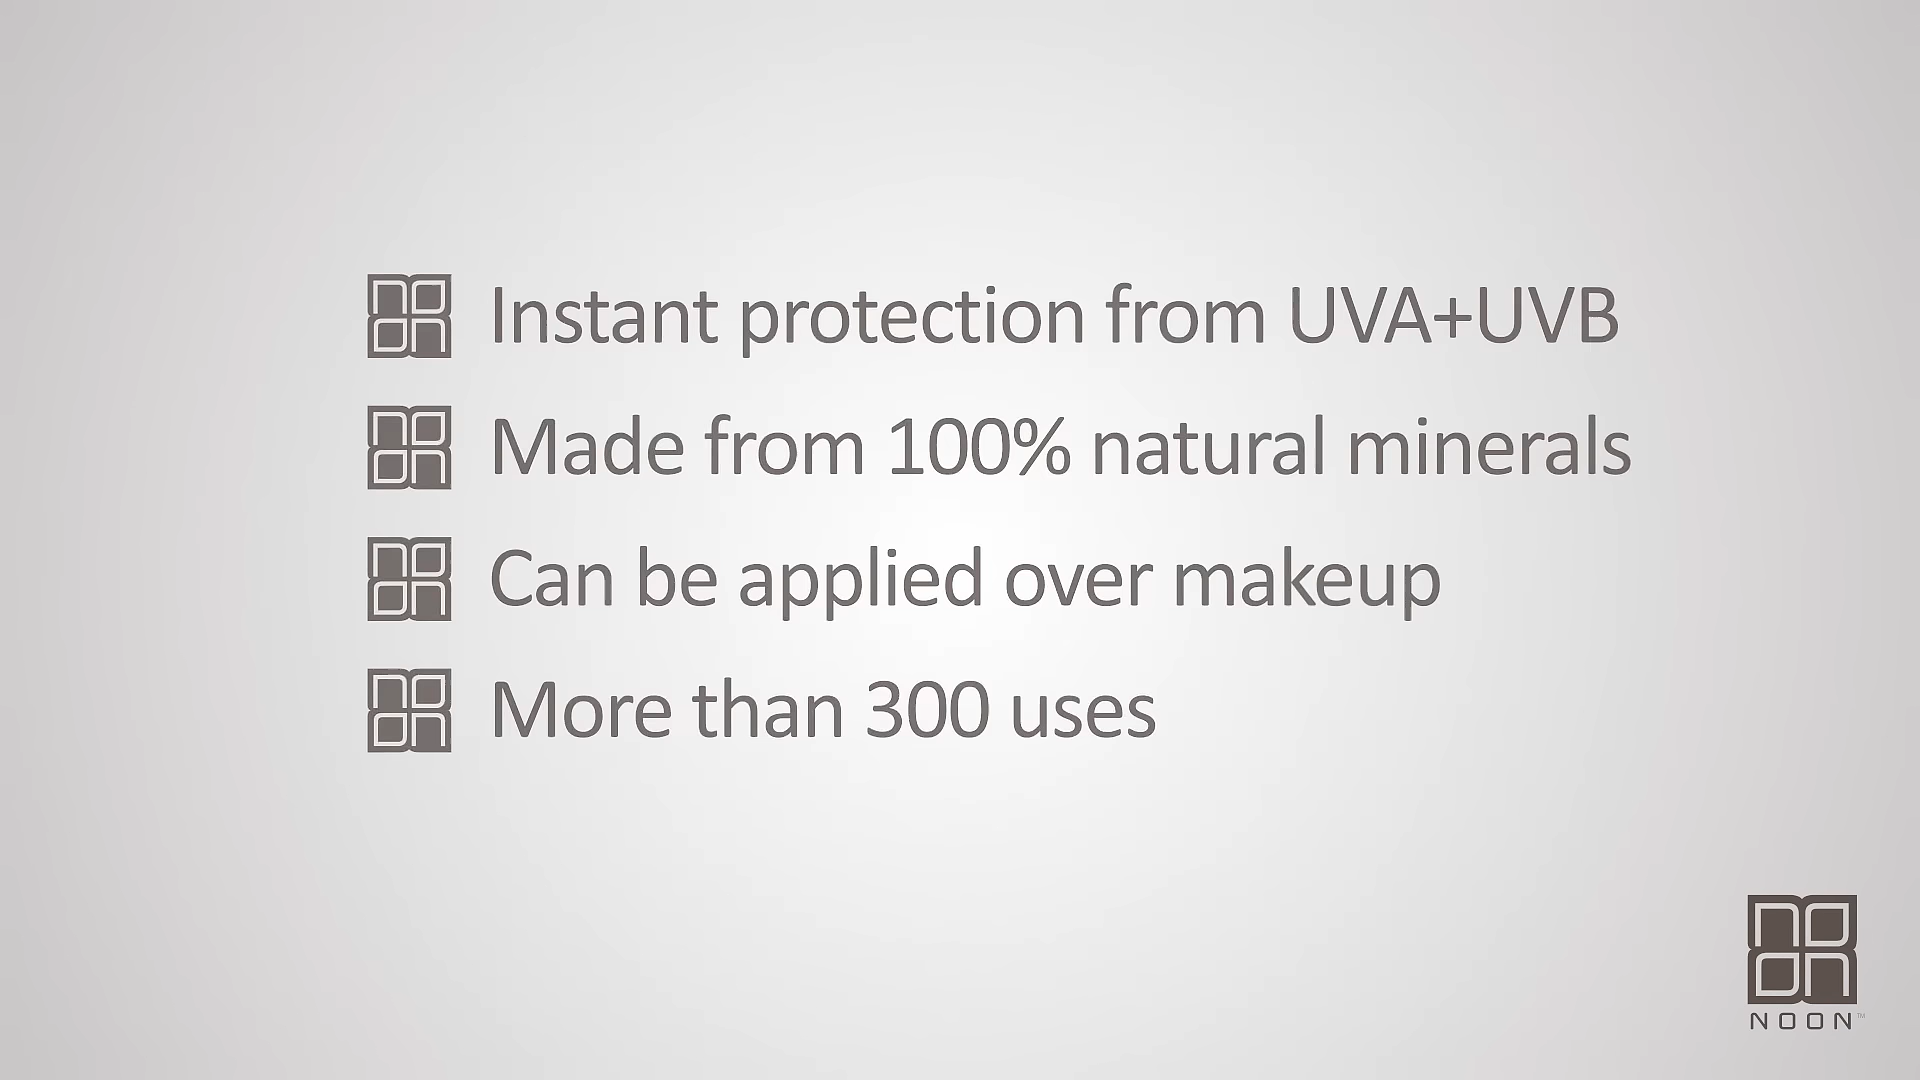 Instant protection from UVA+UVB
Made from 100% natural minerals
Can be applied over makeup
More than 300 uses
NOON™